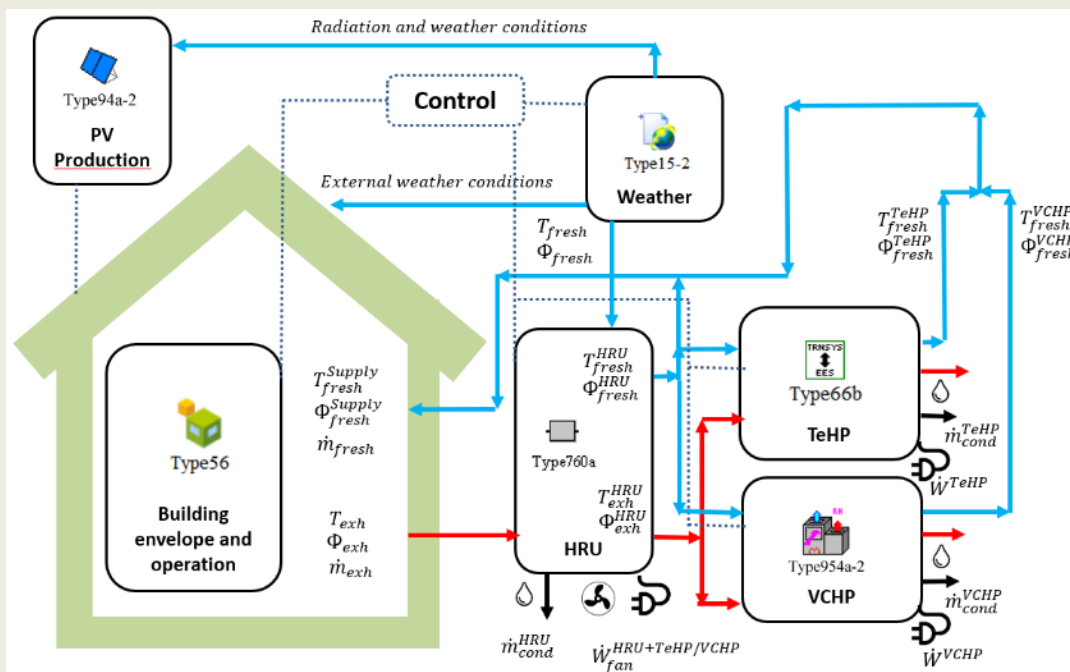 Radiation and weather conditions
Type94a-2
PV
Production
Control
Type15-2
Weather
External weather conditions
T_fresh
Φ_fresh
T_fresh^TeHP
Φ_fresh^TeHP
T_fresh^VCHP
Φ_fresh^VCHP
Type56
Building
envelope and
operation
T_fresh^Supply
Φ_fresh^Supply
ṁ_fresh
T_exh
Φ_exh
ṁ_exh
T_fresh^HRU
Φ_fresh^HRU
Type760a
T_exh^HRU
Φ_exh^HRU
HRU
TRNSYS
EES
Type66b
TeHP
ṁ_cond^TeHP
Ẇ^TeHP
RH
Type954a-2
VCHP
ṁ_cond^VCHP
Ẇ^VCHP
ṁ_cond^HRU
Ẇ_fan^HRU+TeHP/VCHP